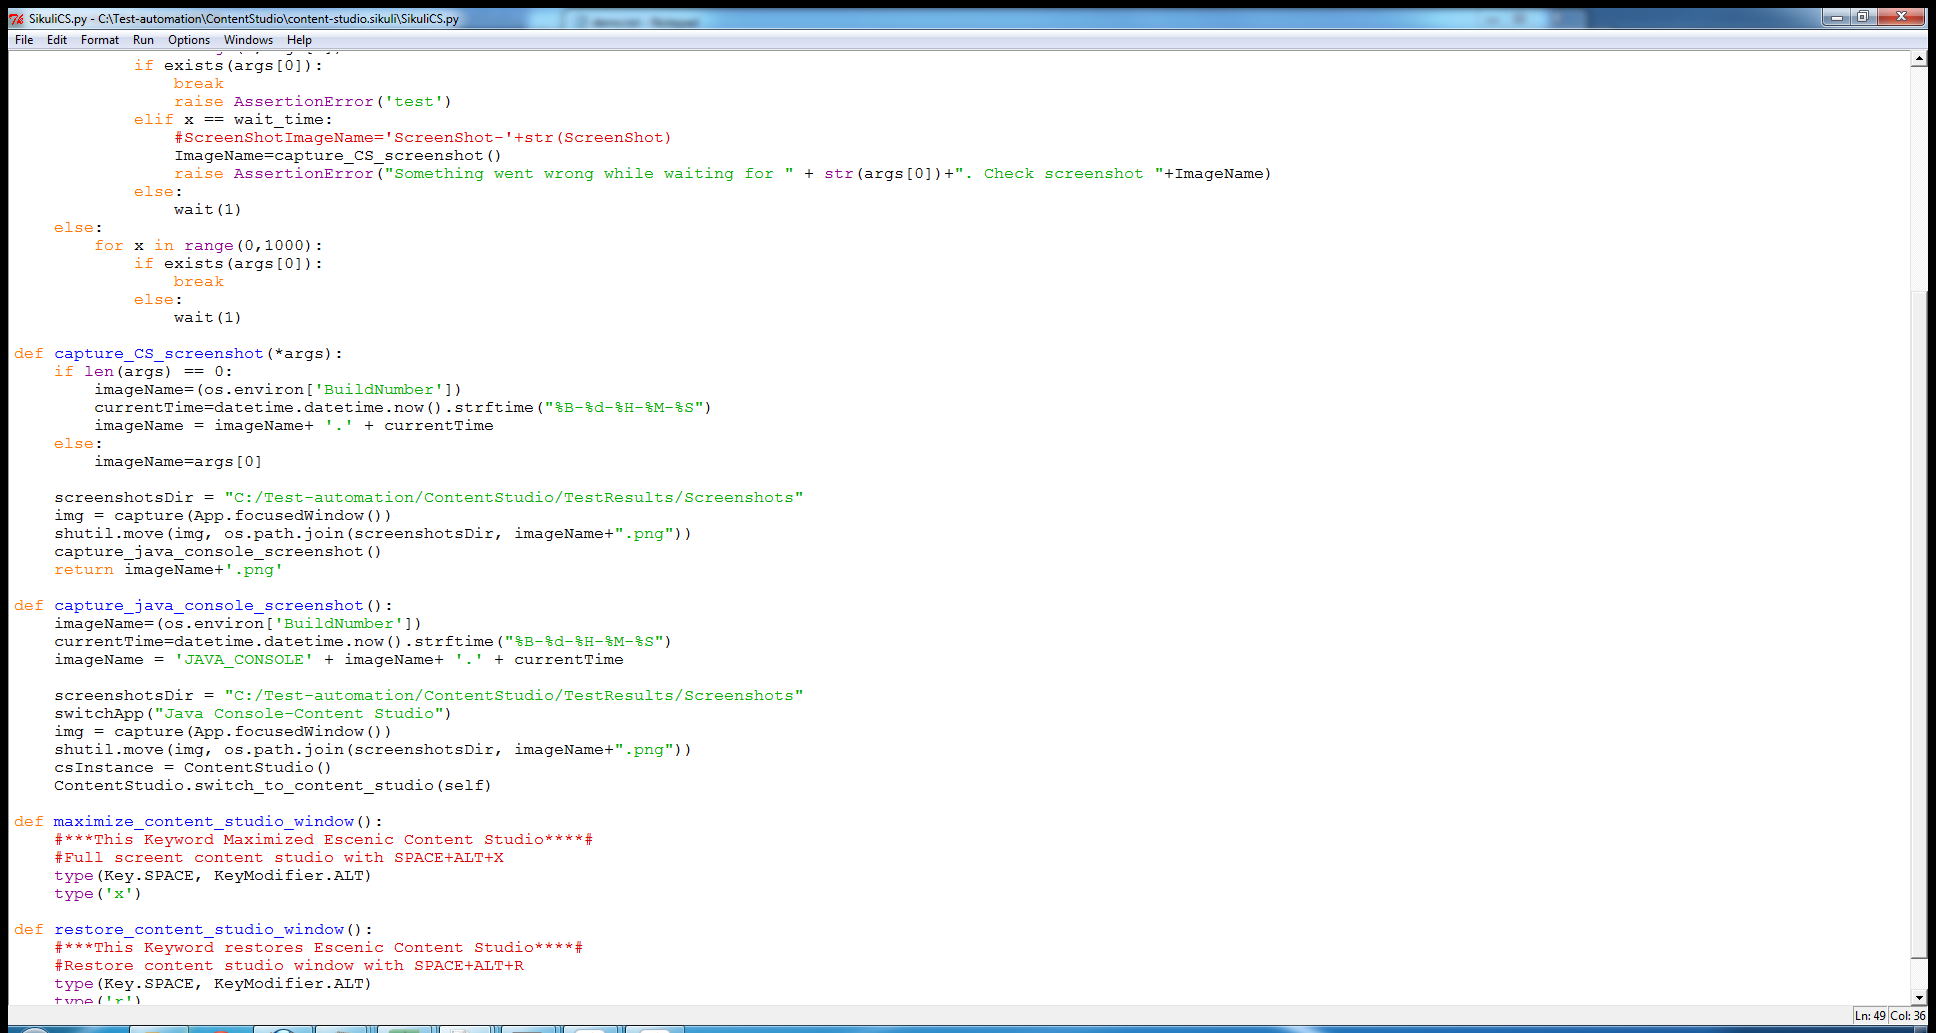 SikuliCS.py - C:\Test-automation\ContentStudio\content-studio.sikuli\SikuliCS.py
File Edit Format Run Options Windows Help
            if exists(args[0]):
                break
                raise AssertionError('test')
            elif x == wait_time:
                #ScreenShotImageName='ScreenShot-'+str(ScreenShot)
                ImageName=capture_CS_screenshot()
                raise AssertionError("Something went wrong while waiting for " + str(args[0])+". Check screenshot "+ImageName)
            else:
                wait(1)
    else:
        for x in range(0,1000):
            if exists(args[0]):
                break
            else:
                wait(1)
def capture_CS_screenshot(*args):
    if len(args) == 0:
        imageName=(os.environ['BuildNumber'])
        currentTime=datetime.datetime.now().strftime("%B-%d-%H-%M-%S")
        imageName = imageName+ '.' + currentTime
    else:
        imageName=args[0]
    screenshotsDir = "C:/Test-automation/ContentStudio/TestResults/Screenshots"
    img = capture(App.focusedWindow())
    shutil.move(img, os.path.join(screenshotsDir, imageName+".png"))
    capture_java_console_screenshot()
    return imageName+'.png'
def capture_java_console_screenshot():
    imageName=(os.environ['BuildNumber'])
    currentTime=datetime.datetime.now().strftime("%B-%d-%H-%M-%S")
    imageName = 'JAVA_CONSOLE' + imageName+ '.' + currentTime
    screenshotsDir = "C:/Test-automation/ContentStudio/TestResults/Screenshots"
    switchApp("Java Console-Content Studio")
    img = capture(App.focusedWindow())
    shutil.move(img, os.path.join(screenshotsDir, imageName+".png"))
    csInstance = ContentStudio()
    ContentStudio.switch_to_content_studio(self)
def maximize_content_studio_window():
    #***This Keyword Maximized Escenic Content Studio****#
    #Full screent content studio with SPACE+ALT+X
    type(Key.SPACE, KeyModifier.ALT)
    type('x')
def restore_content_studio_window():
    #***This Keyword restores Escenic Content Studio****#
    #Restore content studio window with SPACE+ALT+R
    type(Key.SPACE, KeyModifier.ALT)
    type('r')
Ln: 49 Col: 36